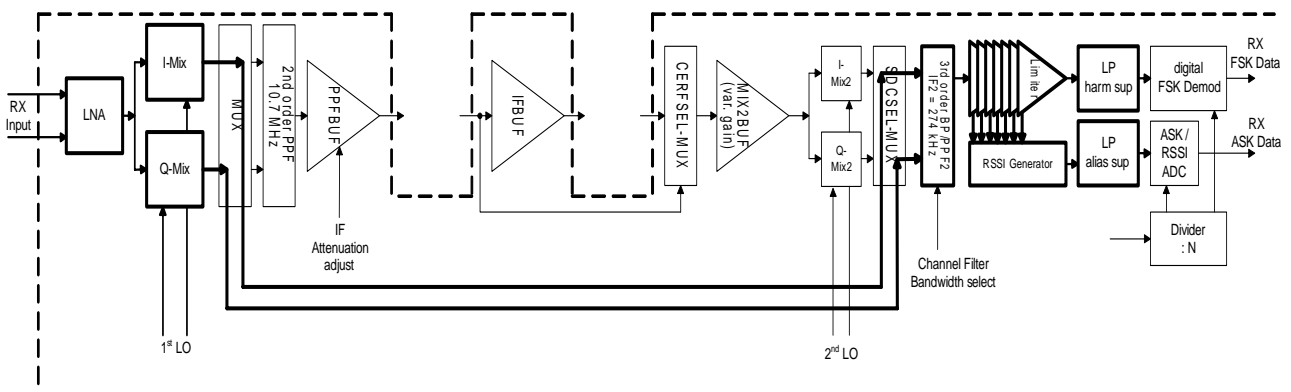 RX
Input
LNA
I-Mix
Q-Mix
1st LO
MUX
2nd order PPF
10.7 MHz
PPFBUF
IF
Attenuation
adjust
IFBUF
CERFSEL-MUX
MIX2BUF
(var. gain)
I-
Mix2
Q-
Mix2
2nd LO
SDCSEL-MUX
3rd order BP/PPF2
IF2 = 274 kHz
Channel Filter
Bandwidth select
Limiter
RSSI Generator
LP
harm sup
LP
alias sup
digital
FSK Demod
ASK /
RSSI
ADC
Divider
: N
RX
FSK Data
RX
ASK Data